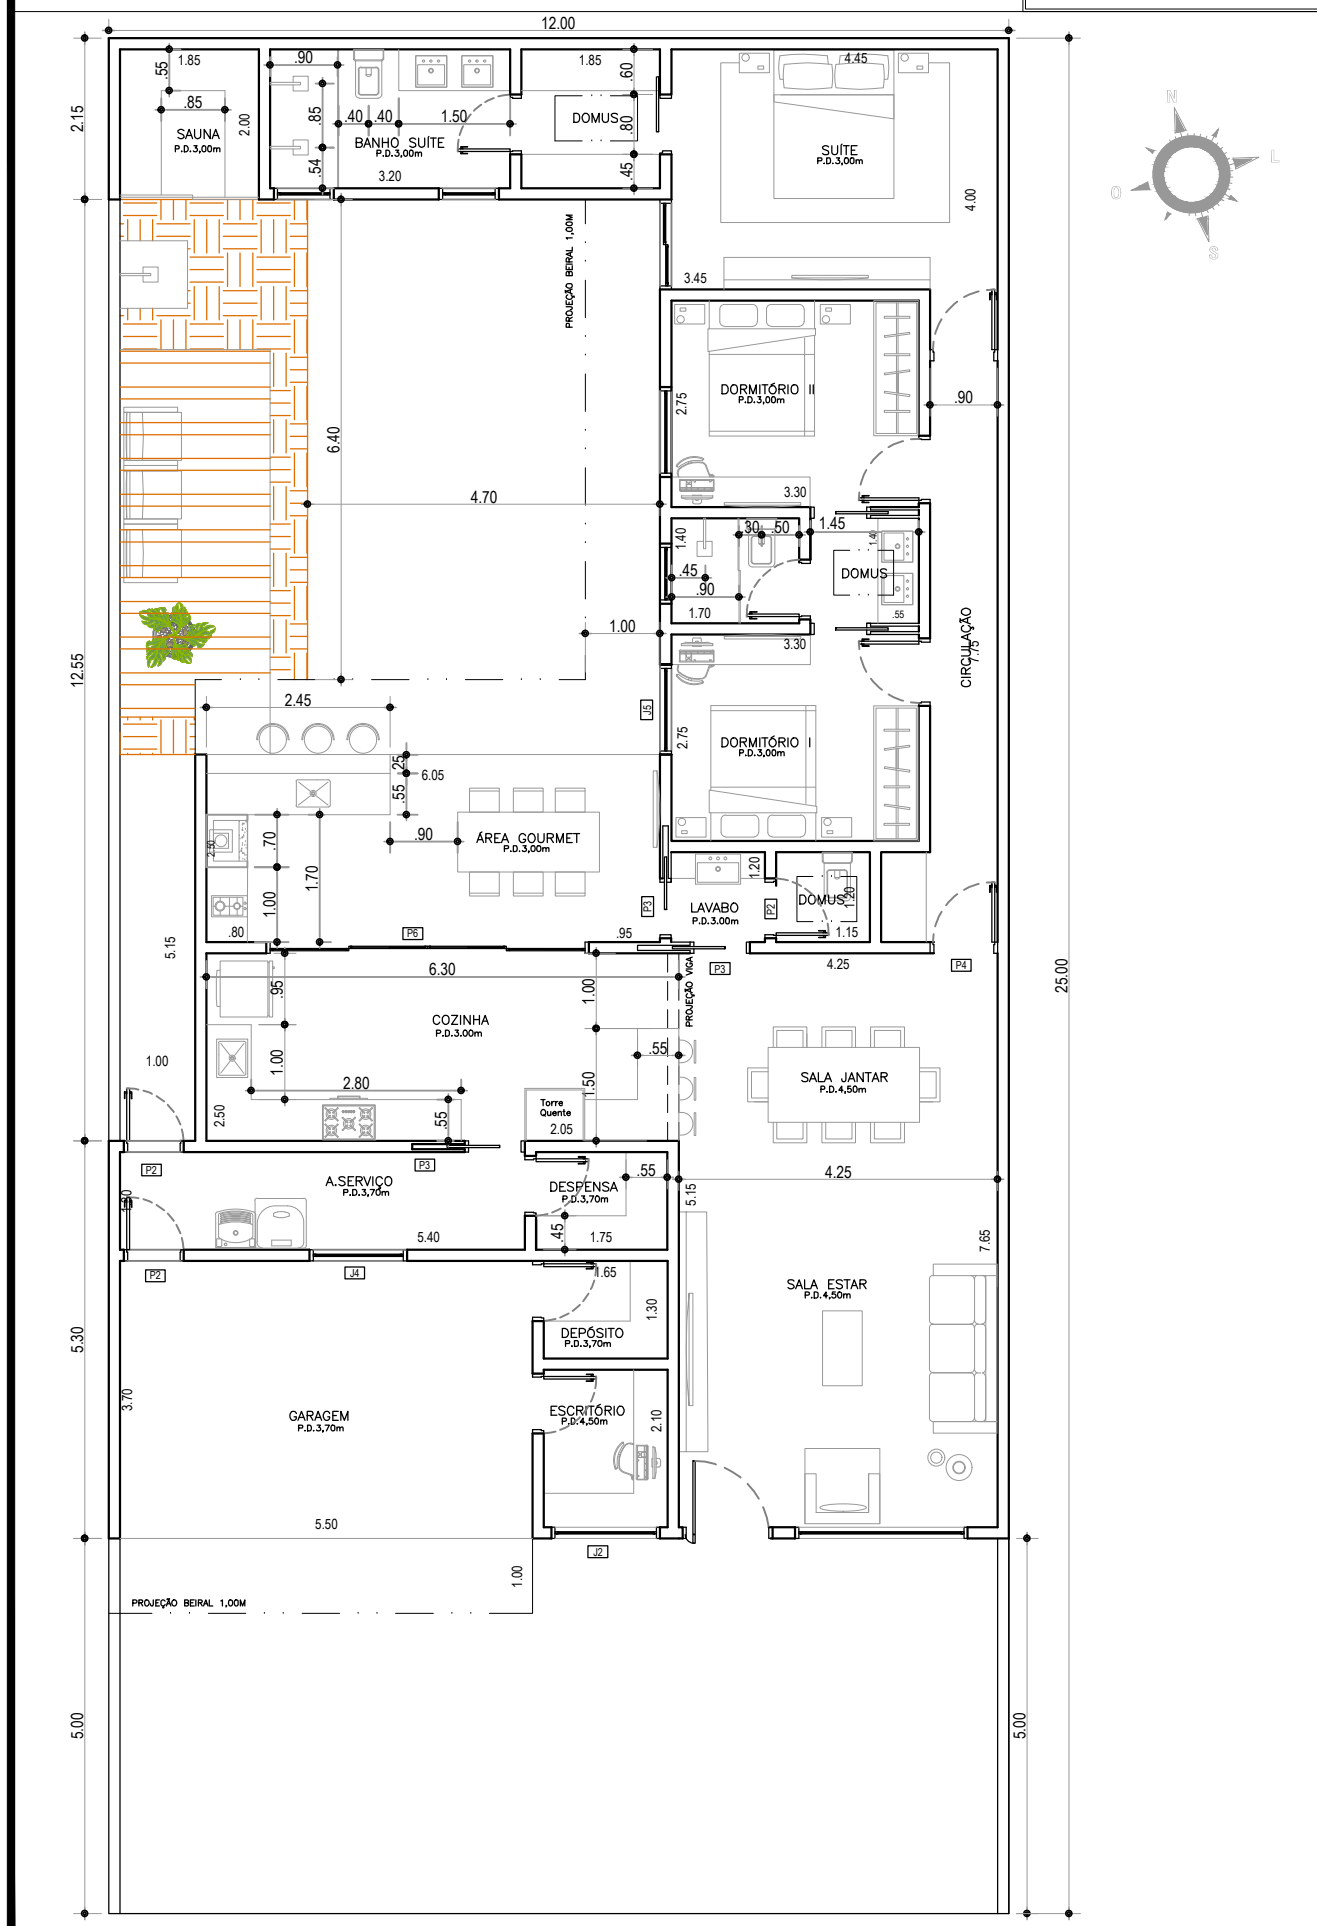 12.00
1.85
.55
.85
SAUNA
P.D.3,00m
2.00
2.15
.90
.85
.54
.40
.40
1.50
BANHO SUÍTE
P.D.3,00m
3.20
1.85
.60
DOMUS
.80
.45
4.45
SUÍTE
P.D.3,00m
4.00
3.45
N
L
O
S
PROJEÇÃO BEIRAL 1,00M
6.40
4.70
1.00
12.55
DORMITÓRIO II
P.D.3,00m
2.75
3.30
.90
.30
.50
1.45
1.40
1.40
.45
.90
1.70
DOMUS
.55
3.30
CIRCULAÇÃO
7.75
J5
2.75
DORMITÓRIO I
P.D.3,00m
2.45
.25
6.05
.55
.90
ÁREA GOURMET
P.D.3,00m
2.50
.70
1.70
1.00
.80
P6
.95
P3
LAVABO
P.D.3.00m
1.20
P2
DOMUS
1.20
1.15
P3
4.25
P4
5.15
6.30
.95
1.00
PROJEÇÃO VIGA
COZINHA
P.D.3.00m
25.00
1.00
1.00
.55
2.80
1.50
2.50
.55
Torre
Quente
2.05
SALA JANTAR
P.D.4,50m
P2
P3
A.SERVIÇO
P.D.3,70m
DESPENSA
P.D.3,70m
.55
4.25
5.15
.45
1.75
5.40
P2
J4
7.65
1.65
1.30
DEPÓSITO
P.D.3,70m
SALA ESTAR
P.D.4,50m
5.30
3.70
GARAGEM
P.D.3,70m
ESCRITÓRIO
P.D.4,50m
2.10
5.50
J2
1.00
PROJEÇÃO BEIRAL 1,00M
5.00
5.00